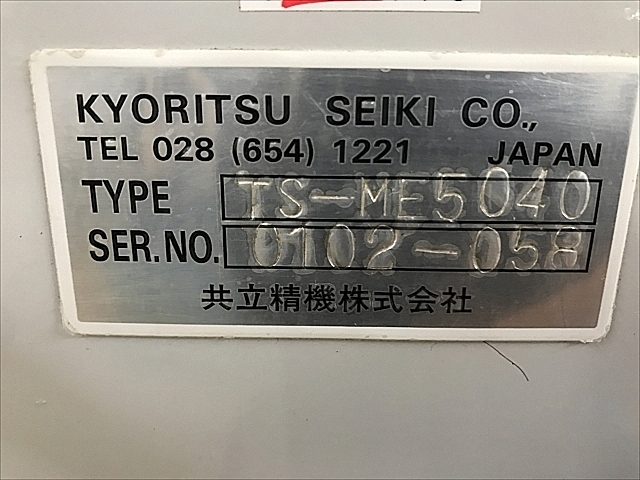 KYORITSU SEIKI CO.,
TEL 028 (654) 1221 JAPAN
TYPE TS-ME5040
SER.NO. 0102-058
共立精機株式会社